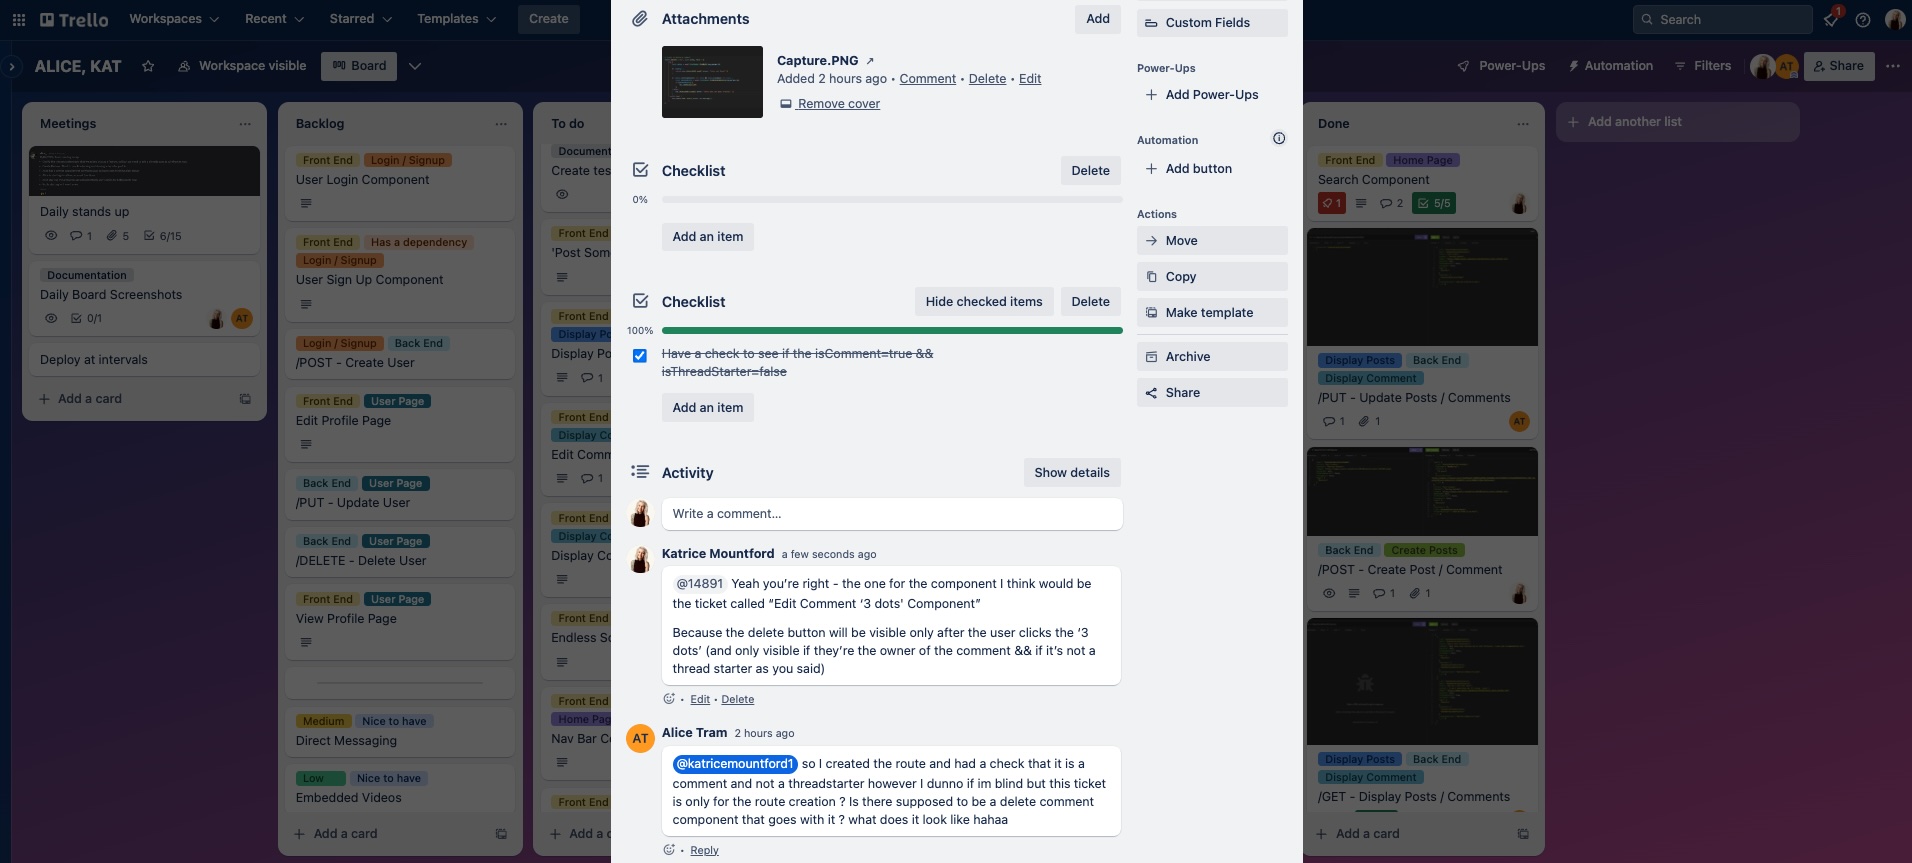 Trello
Workspaces
Recent
Starred
Templates
Create
Search
1
ALICE, KAT
Workspace visible
Board
Power-Ups
Automation
Filters
AT
Share
Meetings
Daily stands up
1
5
6/15
Documentation
Daily Board Screenshots
0/1
AT
Deploy at intervals
Add a card
Backlog
Front End Login / Signup
User Login Component
Front End Has a dependency
Login / Signup
User Sign Up Component
Login / Signup Back End
/POST - Create User
Front End User Page
Edit Profile Page
Back End User Page
/PUT - Update User
Back End User Page
/DELETE - Delete User
Front End User Page
View Profile Page
Medium Nice to have
Direct Messaging
Low Nice to have
Embedded Videos
Add a card
To do
Document
Create tes
Front End
'Post Som
Front End
Display Po
Display Po
1
Front End
Display Co
Edit Comm
1
Front End
Display Co
Display Co
Front End
Endless Sc
Front End
Home Pag
Nav Bar C
Front End
Add a c
Attachments
Add
Capture.PNG ↗
Added 2 hours ago • Comment • Delete • Edit
Remove cover
Checklist
Delete
0%
Add an item
Checklist
Hide checked items
Delete
100%
Have a check to see if the isComment=true &&
isThreadStarter=false
Add an item
Activity
Show details
Write a comment…
Katrice Mountford a few seconds ago
@14891 Yeah you're right - the one for the component I think would be
the ticket called "Edit Comment '3 dots' Component"
Because the delete button will be visible only after the user clicks the '3
dots' (and only visible if they're the owner of the comment && if it's not a
thread starter as you said)
• Edit • Delete
AT
Alice Tram 2 hours ago
@katricemountford1 so I created the route and had a check that it is a
comment and not a threadstarter however I dunno if im blind but this ticket
is only for the route creation ? Is there supposed to be a delete comment
component that goes with it ? what does it look like hahaa
• Reply
Custom Fields
Power-Ups
Add Power-Ups
Automation
Add button
Actions
Move
Copy
Make template
Archive
Share
Done
Front End Home Page
Search Component
1
2
5/5
Display Posts Back End
Display Comment
/PUT - Update Posts / Comments
1
1
AT
Back End Create Posts
/POST - Create Post / Comment
1
1
Display Posts Back End
Display Comment
/GET - Display Posts / Comments
Add a card
Add another list